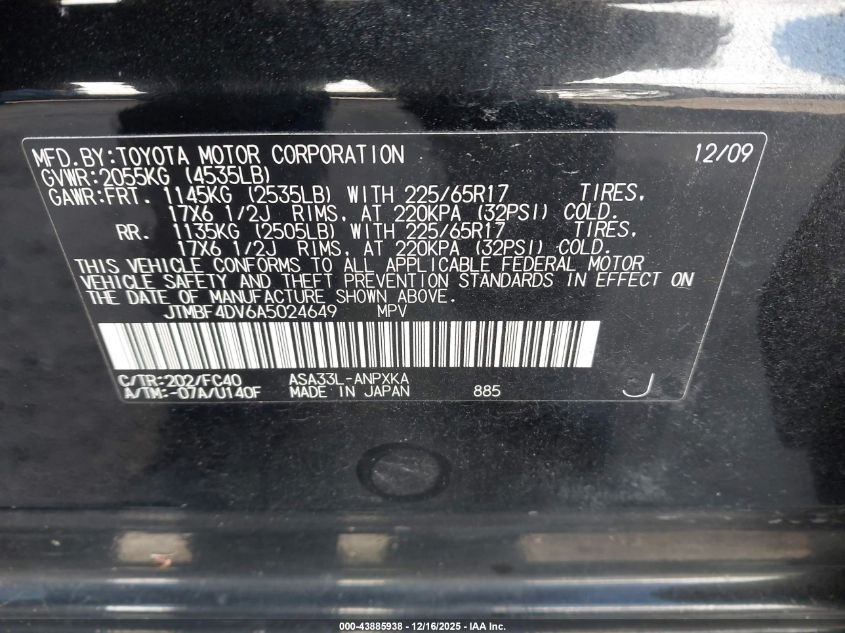 MFD.BY:TOYOTA MOTOR CORPORATION 12/09
GVWR:2055KG (4535LB)
GAWR:FRT. 1145KG (2535LB) WITH 225/65R17 TIRES,
17X6 1/2J RIMS, AT 220KPA (32PSI) COLD.
RR. 1135KG (2505LB) WITH 225/65R17 TIRES,
17X6 1/2J RIMS, AT 220KPA (32PSI) COLD.
THIS VEHICLE CONFORMS TO ALL APPLICABLE FEDERAL MOTOR
VEHICLE SAFETY AND THEFT PREVENTION STANDARDS IN EFFECT ON
THE DATE OF MANUFACTURE SHOWN ABOVE.
JTMBF4DV6A5024649 MPV
C/TR:202/FC40 ASA33L-ANPXKA
A/TM:-07A/U140F MADE IN JAPAN 885 J
000-43885938 - 12/16/2025 - IAA Inc.